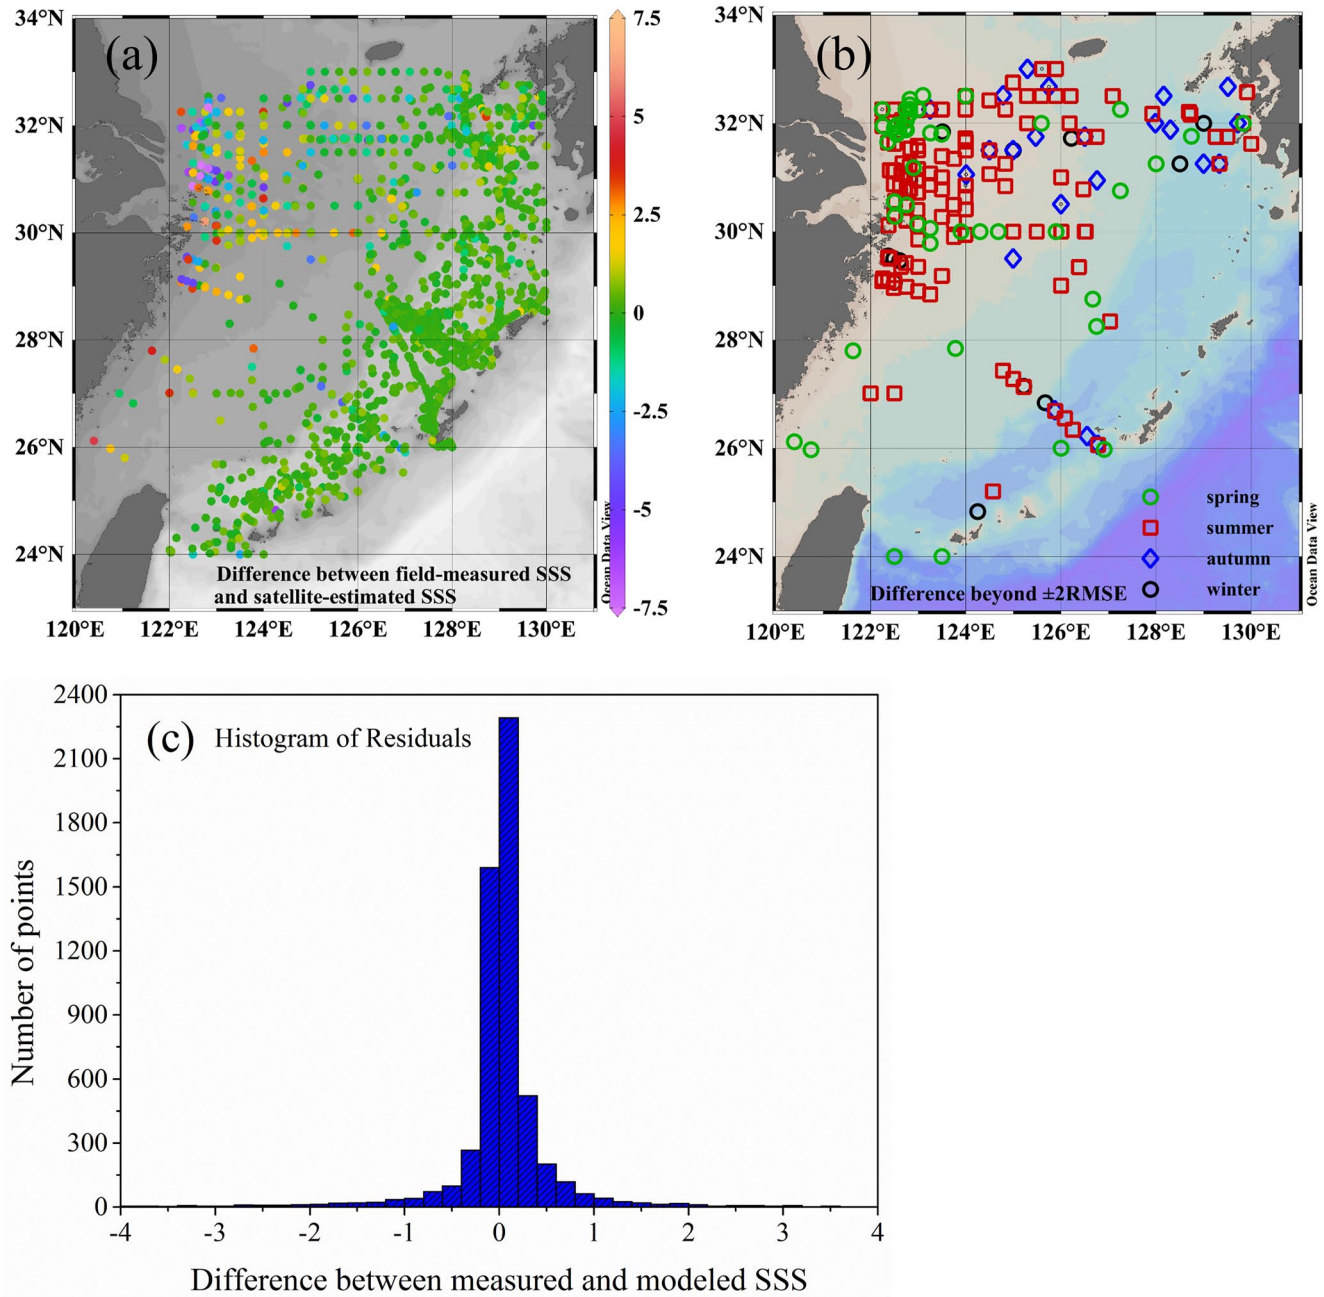 34°N
32°N
30°N
28°N
26°N
24°N
120°E 122°E 124°E 126°E 128°E 130°E
(a)
Difference between field-measured SSS
and satellite-estimated SSS
Ocean Data View
7.5
5
2.5
0
-2.5
-5
-7.5
34°N
32°N
30°N
28°N
26°N
24°N
120°E 122°E 124°E 126°E 128°E 130°E
(b)
spring
summer
autumn
winter
Difference beyond ±2RMSE
Ocean Data View
(c) Histogram of Residuals
Number of points
2400
2100
1800
1500
1200
900
600
300
0
-4 -3 -2 -1 0 1 2 3 4
Difference between measured and modeled SSS